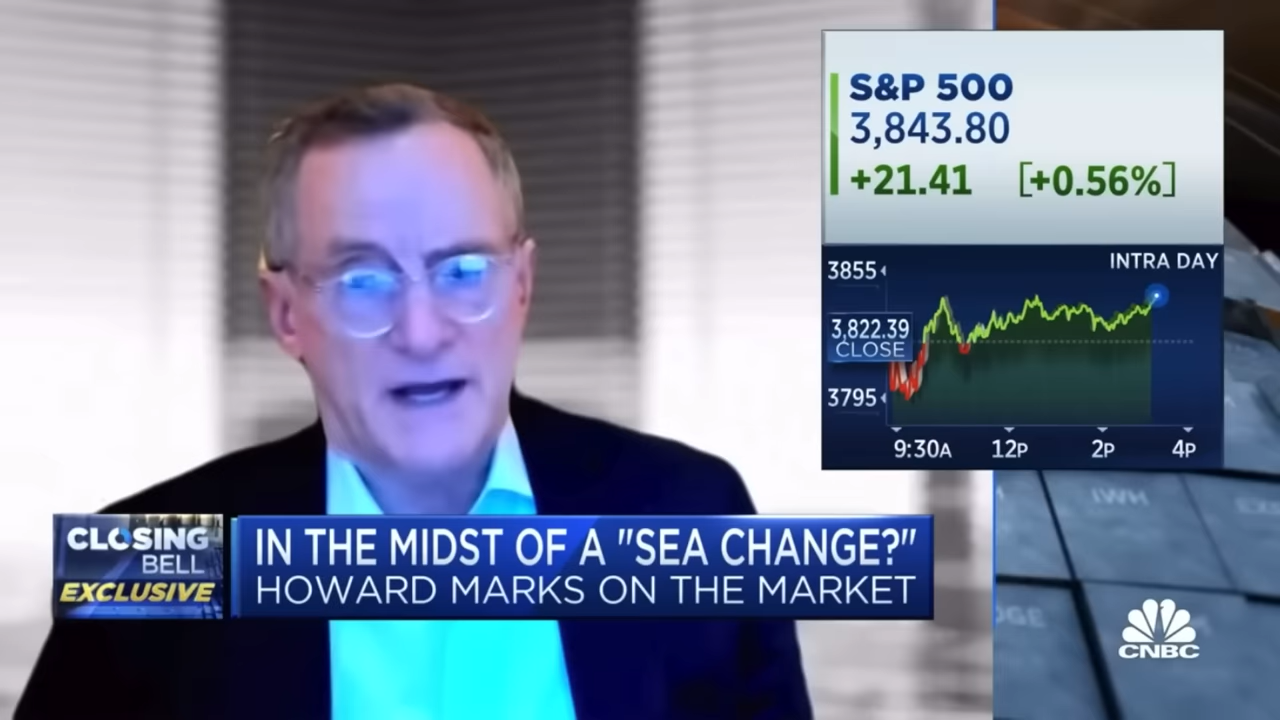 S&P 500
3,843.80
+21.41 [+0.56%]
INTRA DAY
3855
3,822.39
CLOSE
3795
9:30A 12P 2P 4P
CLOSING
BELL
EXCLUSIVE
IN THE MIDST OF A "SEA CHANGE?"
HOWARD MARKS ON THE MARKET
IWH
CNBC